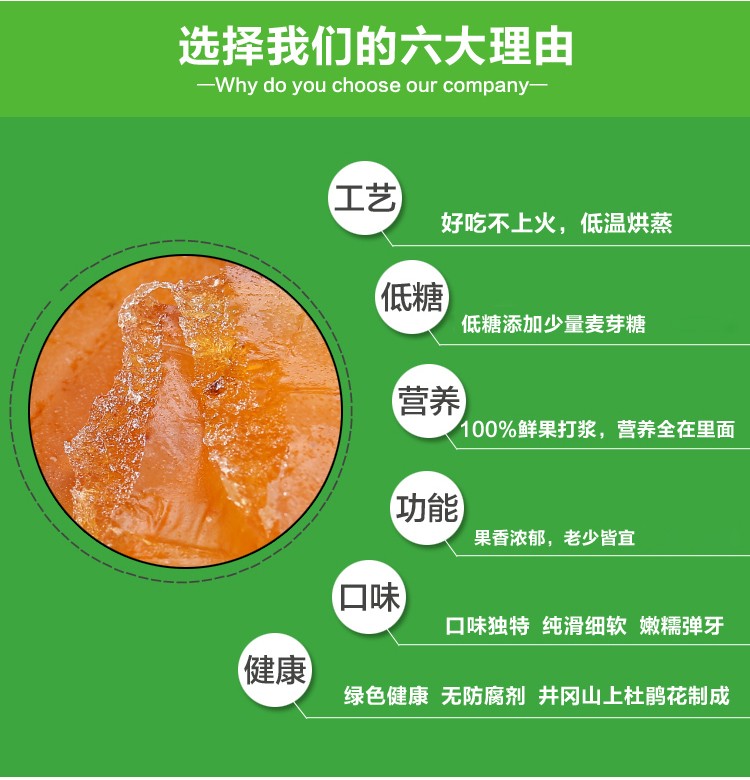 选择我们的六大理由
—Why do you choose our company—
工艺
好吃不上火，低温烘蒸
低糖
低糖添加少量麦芽糖
营养
100%鲜果打浆，营养全在里面
功能
果香浓郁，老少皆宜
口味
口味独特 纯滑细软 嫩糯弹牙
健康
绿色健康 无防腐剂 井冈山上杜鹃花制成